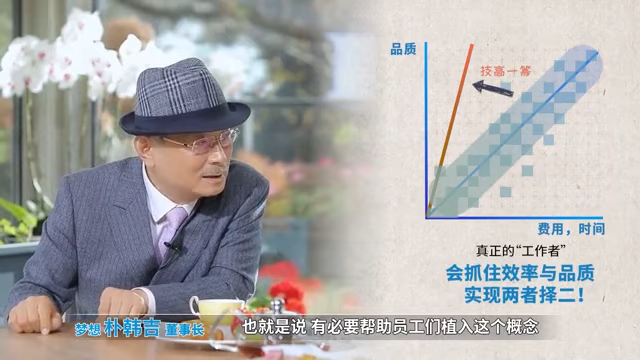 品质
技高一筹
费用，时间
真正的“工作者”
会抓住效率与品质
实现两者择二！
梦想 朴韩吉 董事长
也就是说 有必要帮助员工们植入这个概念